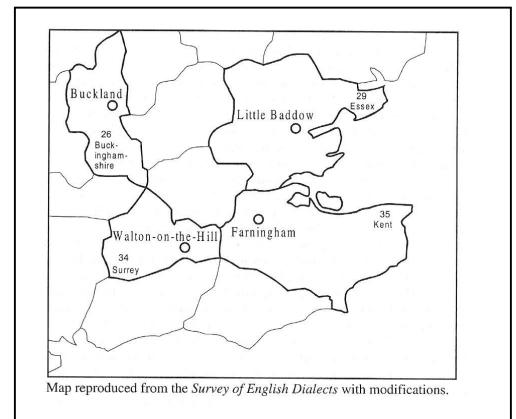 Buckland
29
Essex
Little Baddow
26
Buck-
ingham-
shire
35
Kent
Walton-on-the-Hill
Farningham
34
Surrey
Map reproduced from the Survey of English Dialects with modifications.